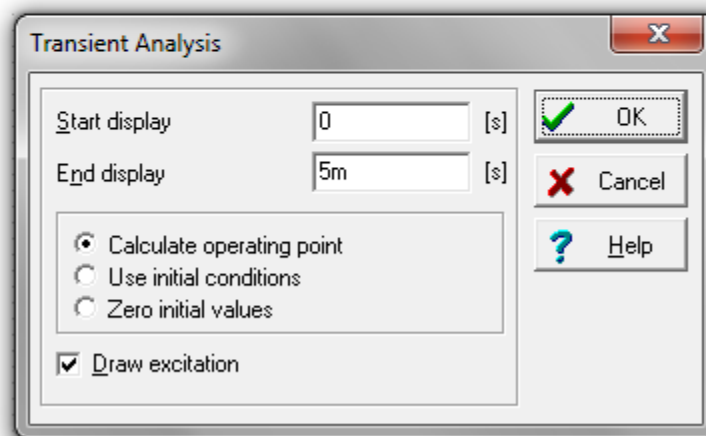 Transient Analysis
Start display 0 [s]
End display 5m [s]
Calculate operating point
Use initial conditions
Zero initial values
Draw excitation
OK
Cancel
? Help